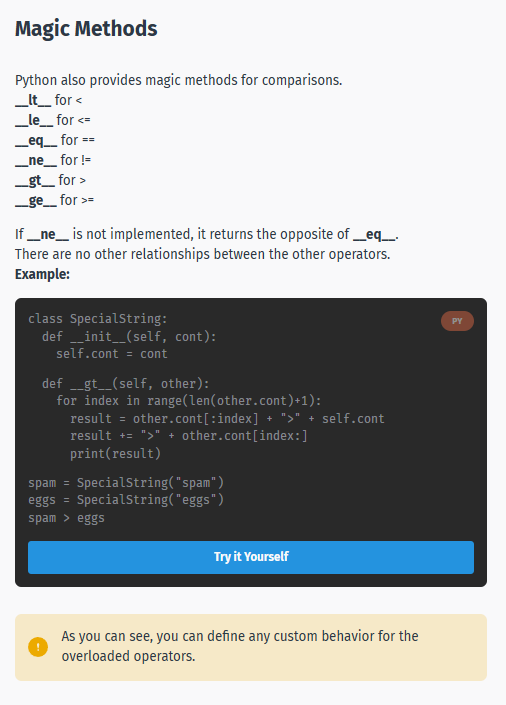 Magic Methods
Python also provides magic methods for comparisons.
__lt__ for <
__le__ for <=
__eq__ for ==
__ne__ for !=
__gt__ for >
__ge__ for >=
If __ne__ is not implemented, it returns the opposite of __eq__.
There are no other relationships between the other operators.
Example:
PY
class SpecialString:
  def __init__(self, cont):
    self.cont = cont
  def __gt__(self, other):
    for index in range(len(other.cont)+1):
      result = other.cont[:index] + ">" + self.cont
      result += ">" + other.cont[index:]
      print(result)
spam = SpecialString("spam")
eggs = SpecialString("eggs")
spam > eggs
Try it Yourself
!
As you can see, you can define any custom behavior for the
overloaded operators.